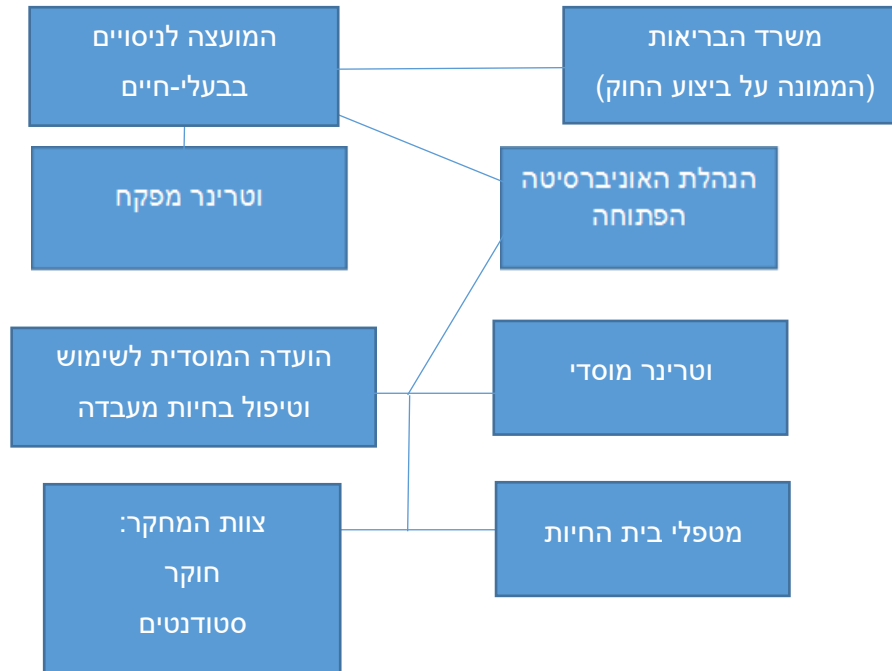 משרד הבריאות
(הממונה על ביצוע החוק)
המועצה לניסויים
בבעלי-חיים
הנהלת האוניברסיטה
הפתוחה
וטרינר מפקח
וטרינר מוסדי
הועדה המוסדית לשימוש
וטיפול בחיות מעבדה
מטפלי בית החיות
צוות המחקר:
חוקר
סטודנטים